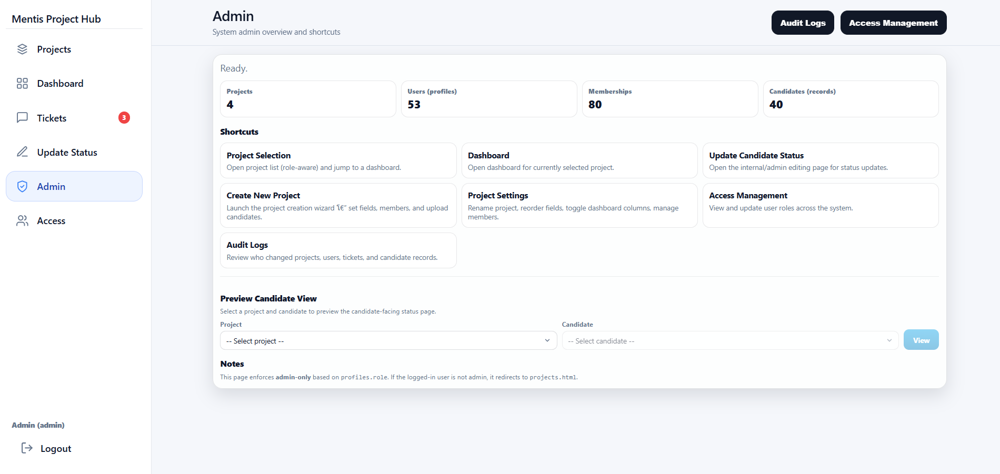 Mentis Project Hub
Projects
Dashboard
Tickets
3
Update Status
Admin
Access
Admin (admin)
Logout
Admin
System admin overview and shortcuts
Audit Logs
Access Management
Ready.
Projects
4
Users (profiles)
53
Memberships
80
Candidates (records)
40
Shortcuts
Project Selection
Open project list (role-aware) and jump to a dashboard.
Dashboard
Open dashboard for currently selected project.
Update Candidate Status
Open the internal/admin editing page for status updates.
Create New Project
Launch the project creation wizard โ€” set fields, members, and upload
candidates.
Project Settings
Rename project, reorder fields, toggle dashboard columns, manage
members.
Access Management
View and update user roles across the system.
Audit Logs
Review who changed projects, users, tickets, and candidate records.
Preview Candidate View
Select a project and candidate to preview the candidate-facing status page.
Project
-- Select project --
Candidate
-- Select candidate --
View
Notes
This page enforces admin-only based on profiles.role. If the logged-in user is not admin, it redirects to projects.html.